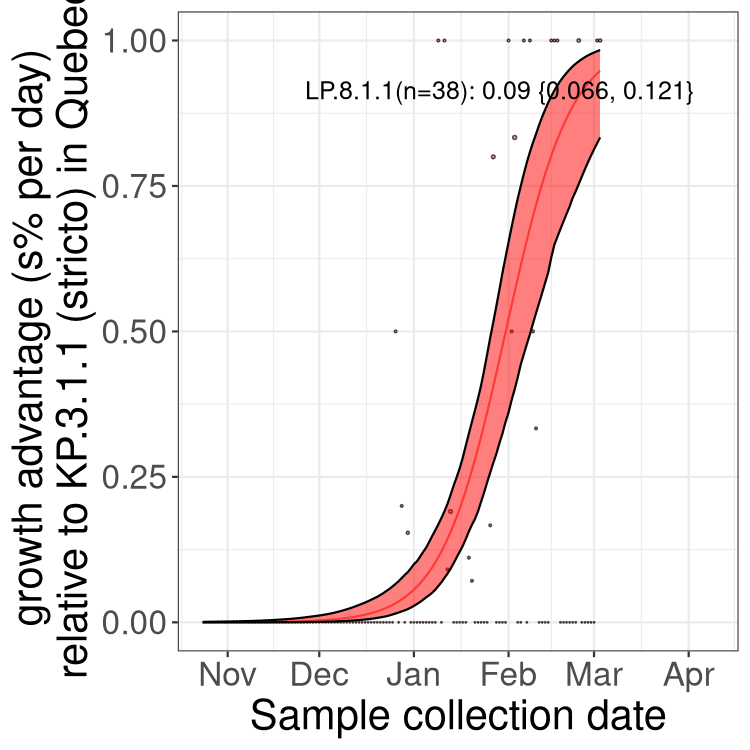 growth advantage (s% per day)
relative to KP.3.1.1 (stricto) in Quebec
1.00
0.75
0.50
0.25
0.00
LP.8.1.1(n=38): 0.09 {0.066, 0.121}
Nov Dec Jan Feb Mar Apr
Sample collection date